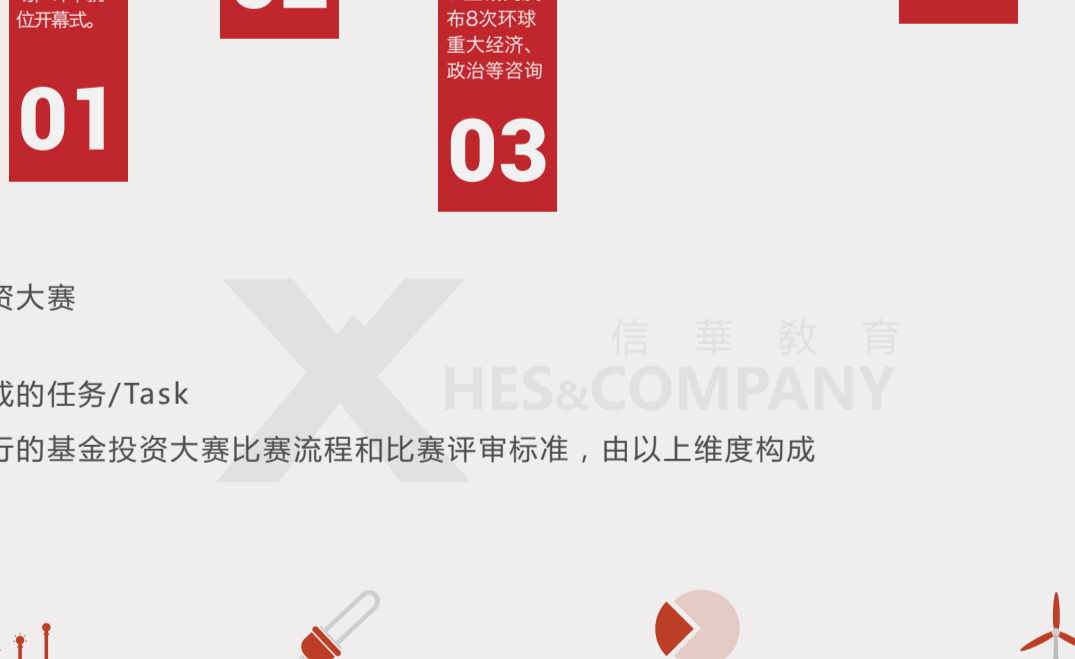 位开幕式。
01
布8次环球
重大经济、
政治等咨询
03
资大赛
信 華 教 育
XHES&COMPANY
成的任务/Task
行的基金投资大赛比赛流程和比赛评审标准，由以上维度构成